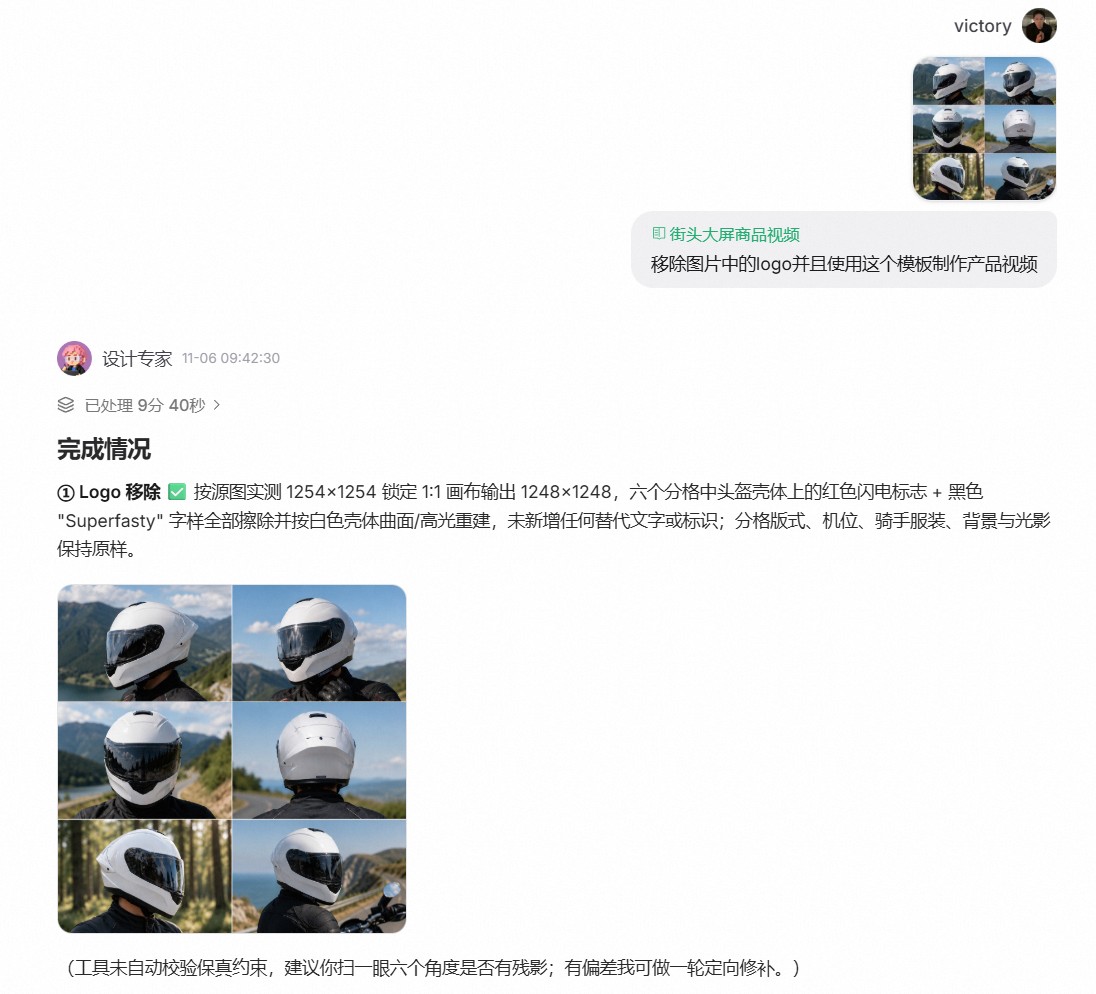 victory
街头大屏商品视频
移除图片中的logo并且使用这个模板制作产品视频
设计专家 11-06 09:42:30
已处理 9分 40秒 >
完成情况
① Logo 移除 ✅ 按源图实测 1254×1254 锁定 1:1 画布输出 1248×1248，六个分格中头盔壳体上的红色闪电标志 + 黑色
"Superfasty" 字样全部擦除并按白色壳体曲面/高光重建，未新增任何替代文字或标识；分格版式、机位、骑手服装、背景与光影
保持原样。
（工具未自动校验保真约束，建议你扫一眼六个角度是否有残影；有偏差我可做一轮定向修补。）